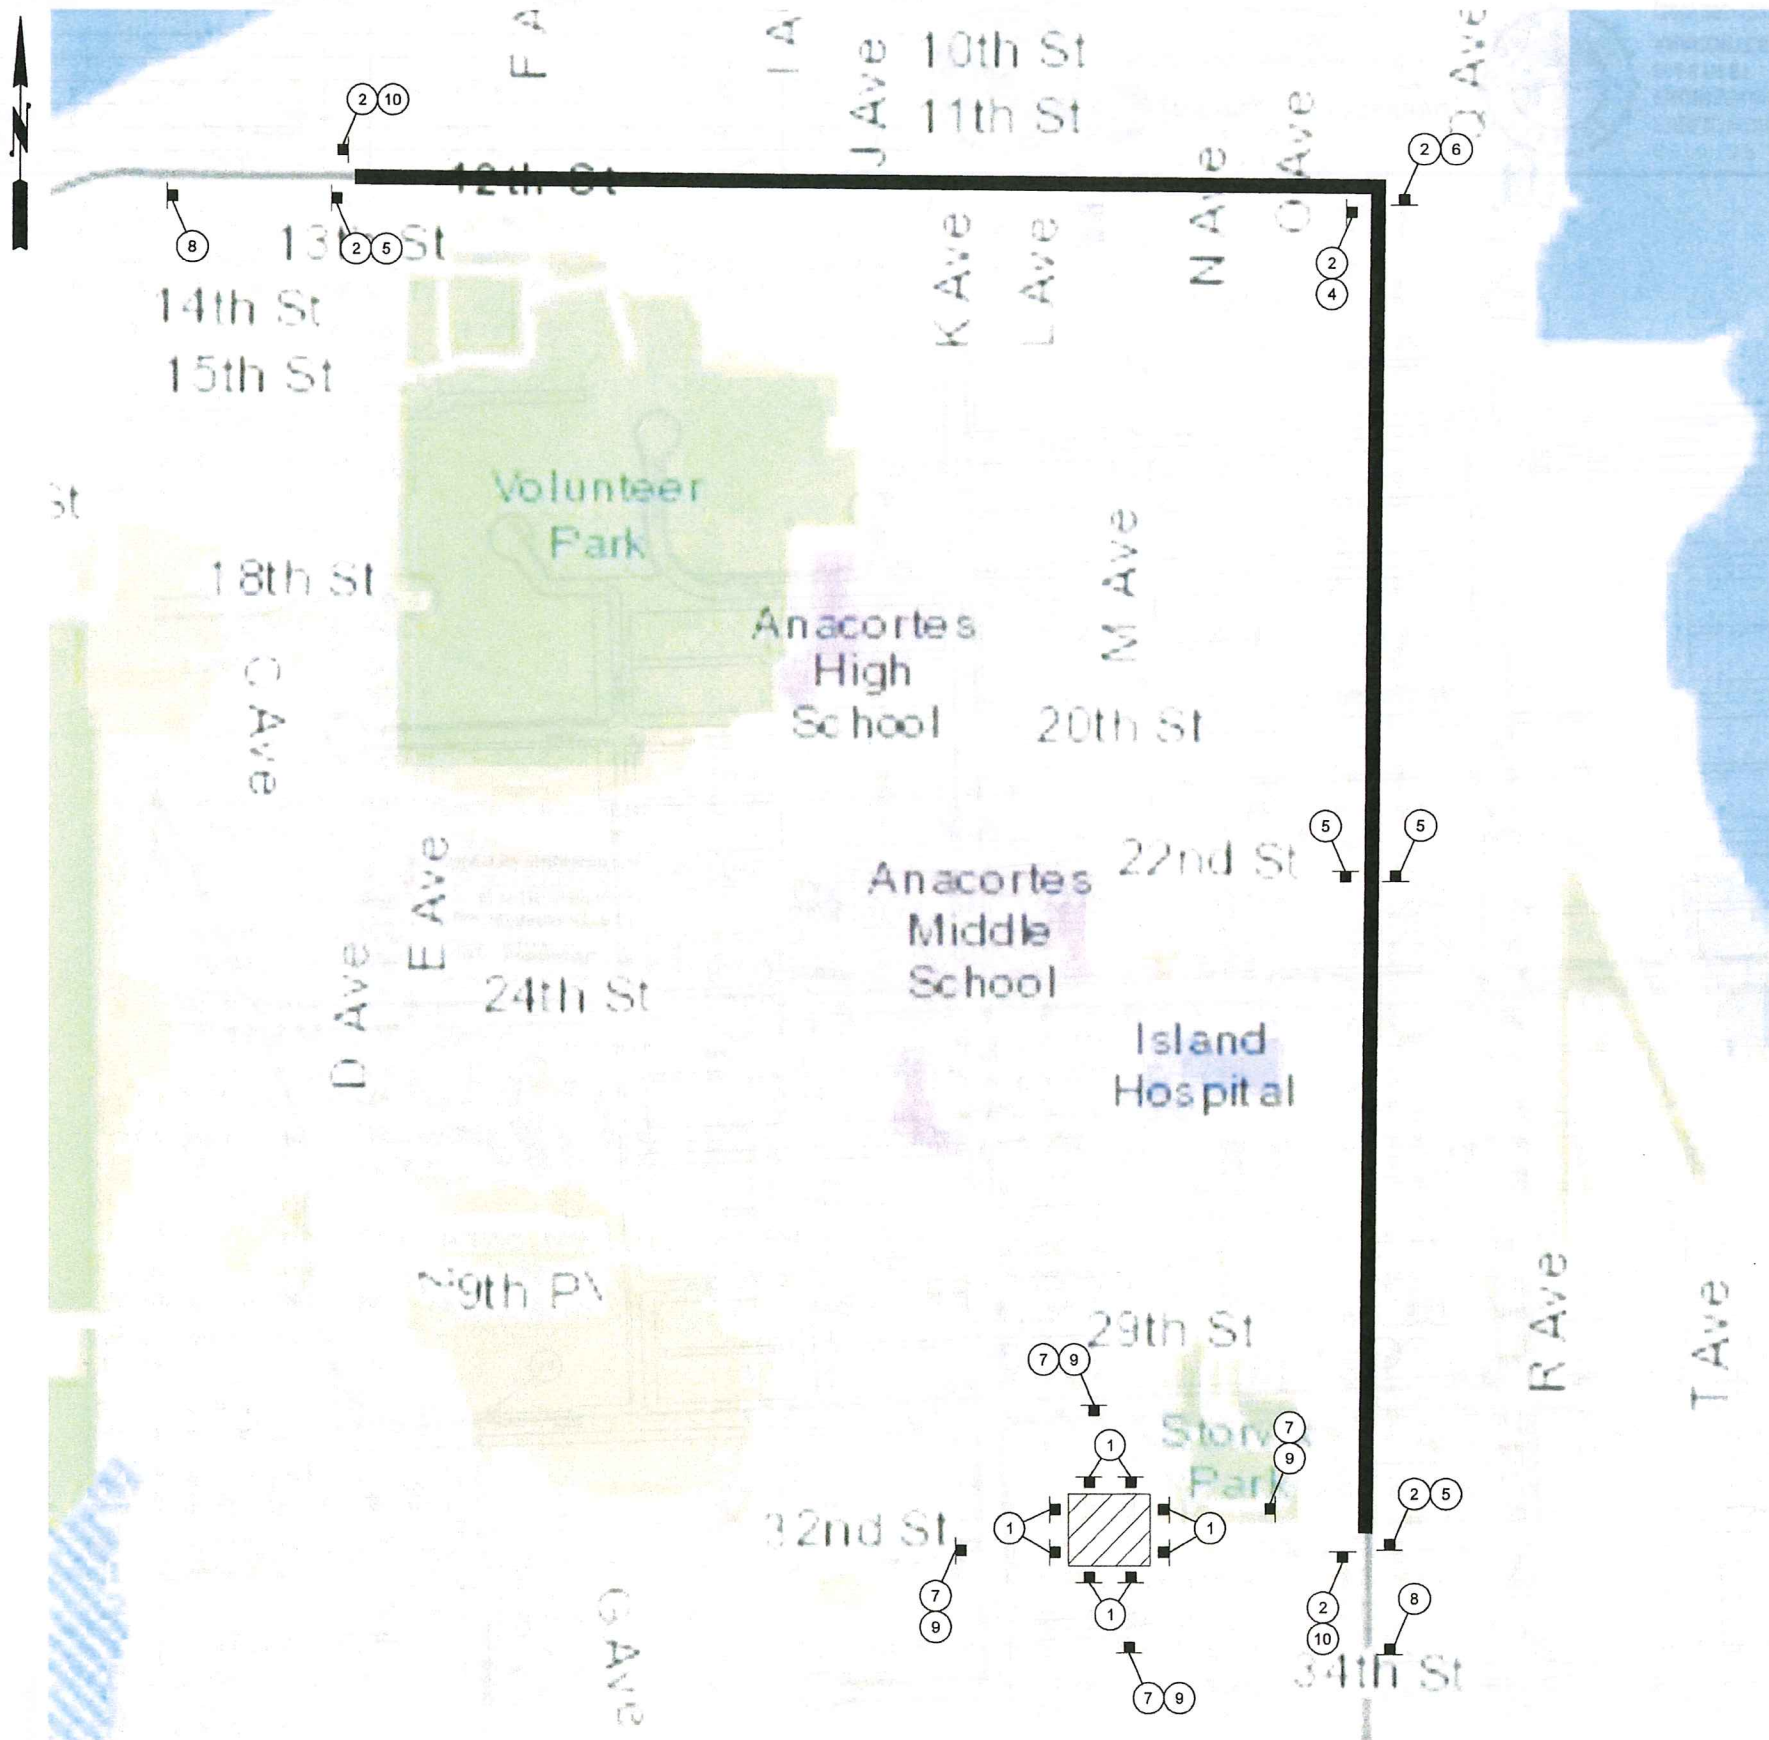 N
F A
I A
J Ave
10th St
11th St
O Ave
Q Ave
2 10
12th St
N Ave
2 6
8
13th St
2 5
K Ave
L Ave
2
4
14th St
15th St
St
Volunteer
Park
18th St
M Ave
Anacortes
High
School
C Ave
20th St
5
5
22nd St
Anacortes
Middle
School
E Ave
D Ave
24th St
Island
Hospital
29th St
R Ave
T Ave
7 9
1
7
9
Park
32nd St
1
1
2 5
7
9
1
2
10
8
G Ave
34th St
7 9